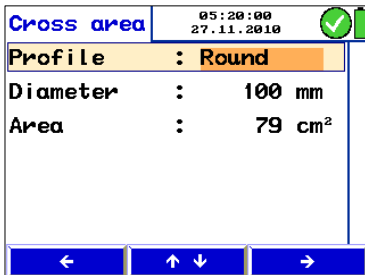 Cross area
05:20:00
27.11.2010
Profile : Round
Diameter : 100 mm
Area : 79 cm²
← ↑ ↓ →